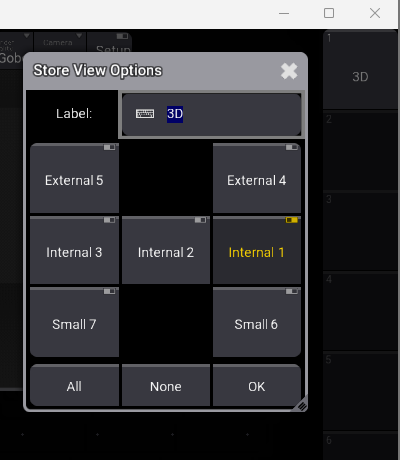 Camera
Gobo
Setup
Store View Options
Label:
3D
External 5
External 4
Internal 3
Internal 2
Internal 1
Small 7
Small 6
All
None
OK
1
3D
2
3
4
5
6